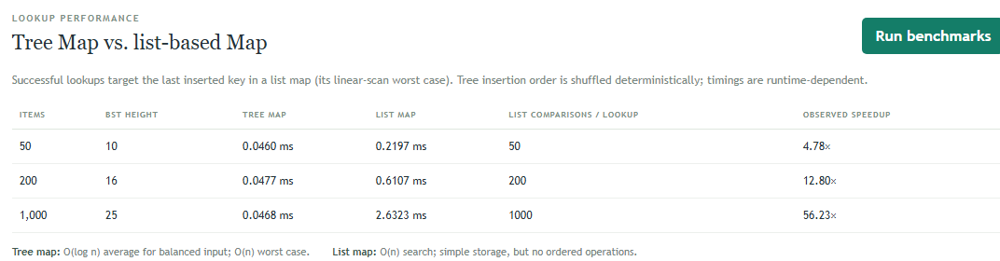 LOOKUP PERFORMANCE
Tree Map vs. list-based Map
Run benchmarks
Successful lookups target the last inserted key in a list map (its linear-scan worst case). Tree insertion order is shuffled deterministically; timings are runtime-dependent.
ITEMS BST HEIGHT TREE MAP LIST MAP LIST COMPARISONS / LOOKUP OBSERVED SPEEDUP
50 10 0.0460 ms 0.2197 ms 50 4.78×
200 16 0.0477 ms 0.6107 ms 200 12.80×
1,000 25 0.0468 ms 2.6323 ms 1000 56.23×
Tree map: O(log n) average for balanced input; O(n) worst case. List map: O(n) search; simple storage, but no ordered operations.